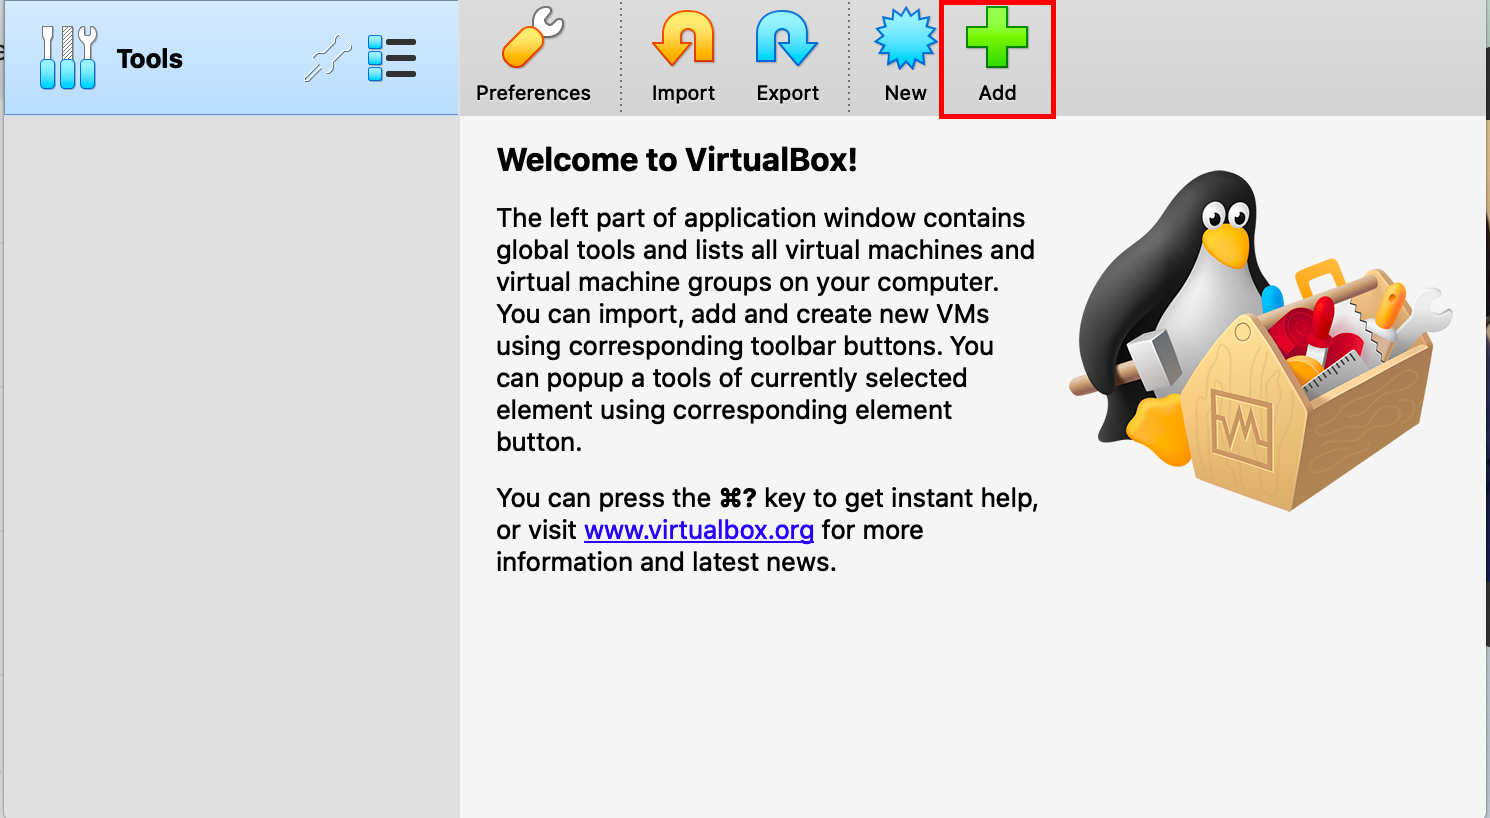 Tools
Preferences
Import
Export
New
Add
Welcome to VirtualBox!
The left part of application window contains
global tools and lists all virtual machines and
virtual machine groups on your computer.
You can import, add and create new VMs
using corresponding toolbar buttons. You
can popup a tools of currently selected
element using corresponding element
button.
You can press the ⌘? key to get instant help,
or visit www.virtualbox.org for more
information and latest news.